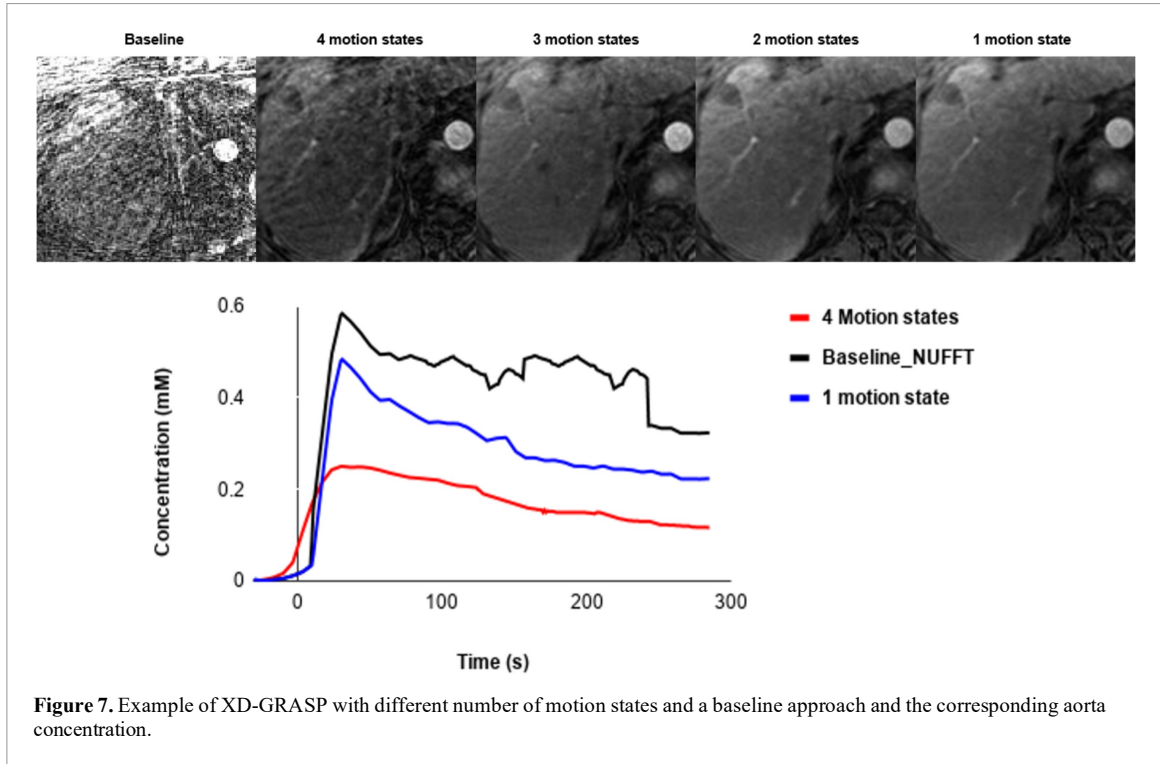 Baseline
4 motion states
3 motion states
2 motion states
1 motion state
0.6
0.4
0.2
0
Concentration (mM)
0
100
200
300
Time (s)
4 Motion states
Baseline_NUFFT
1 motion state
Figure 7. Example of XD-GRASP with different number of motion states and a baseline approach and the corresponding aorta
concentration.